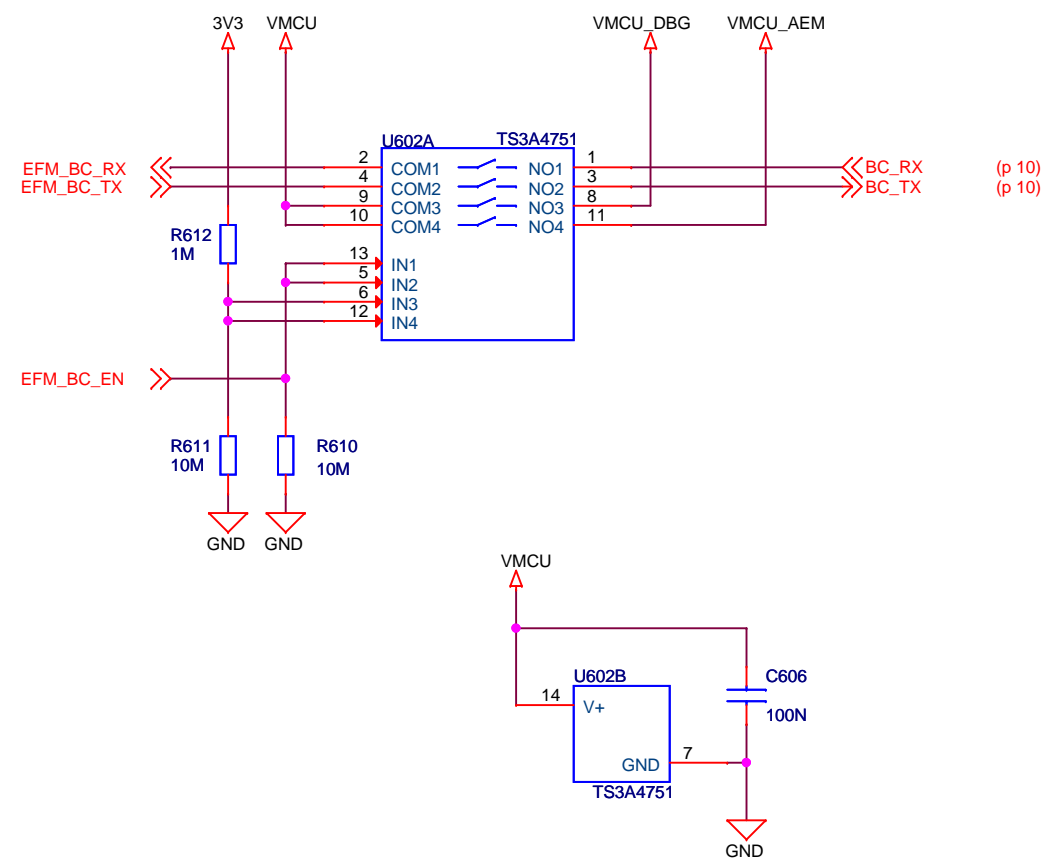 3V3 VMCU VMCU_DBG VMCU_AEM
U602A TS3A4751
EFM_BC_RX 2 COM1 NO1 1 BC_RX (p 10)
EFM_BC_TX 4 COM2 NO2 3 BC_TX (p 10)
9 COM3 NO3 8
10 COM4 NO4 11
R612
1M
13 IN1
5 IN2
6 IN3
12 IN4
EFM_BC_EN
R611 R610
10M 10M
GND GND
VMCU
U602B C606
14 V+ 100N
7
GND
TS3A4751
GND